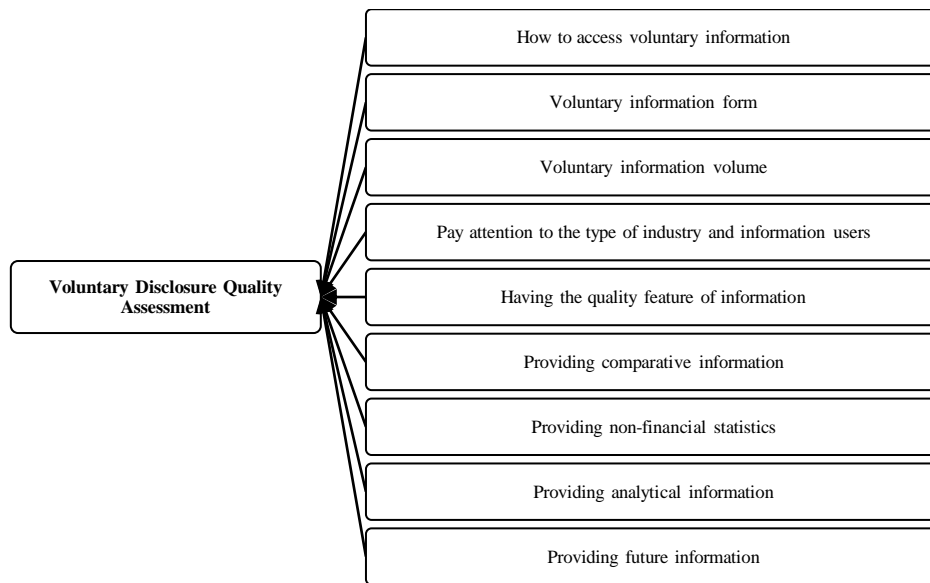 How to access voluntary information
Voluntary information form
Voluntary information volume
Pay attention to the type of industry and information users
Voluntary Disclosure Quality
Assessment
Having the quality feature of information
Providing comparative information
Providing non-financial statistics
Providing analytical information
Providing future information